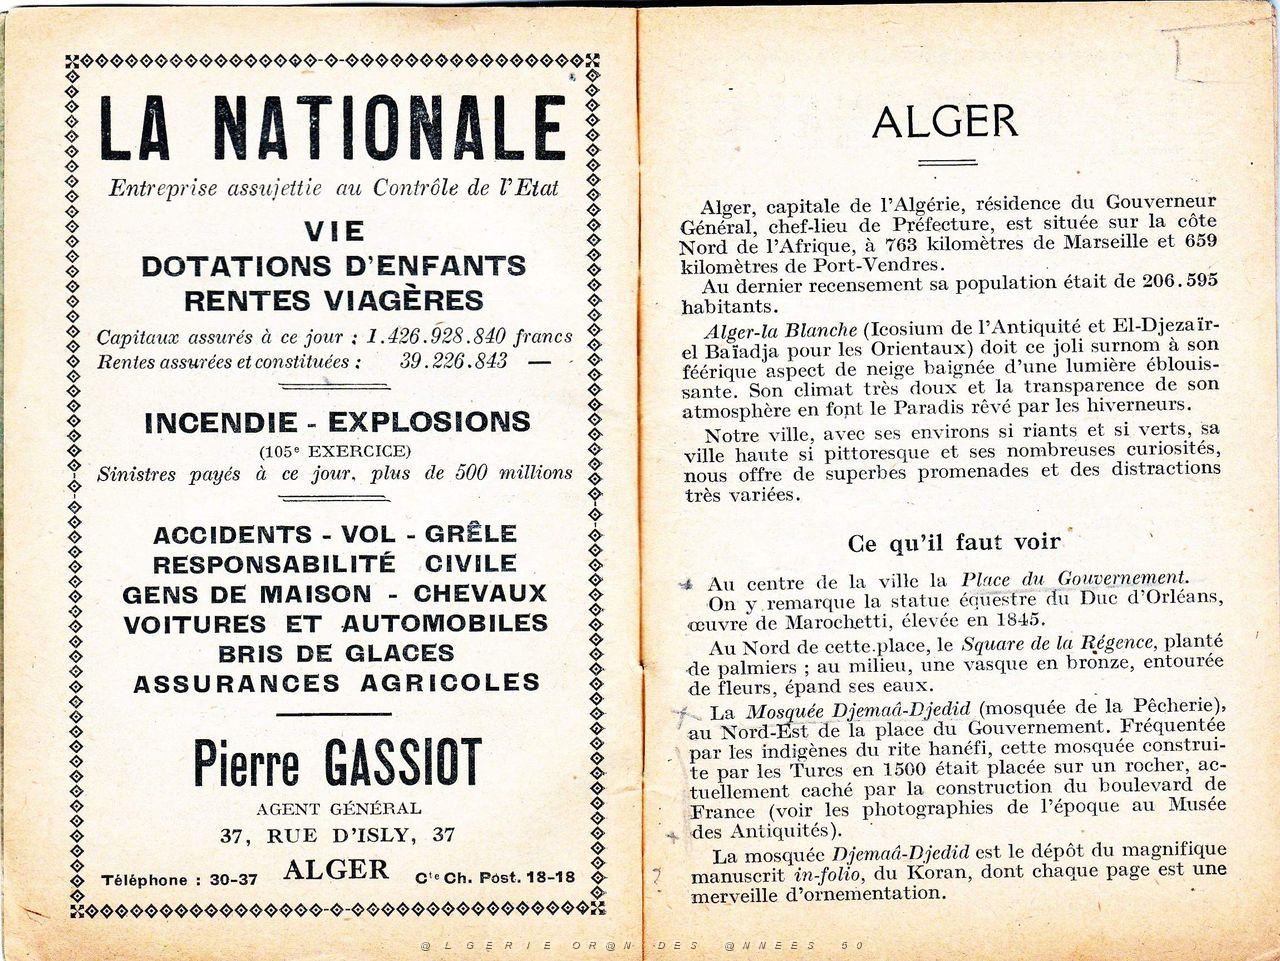 LA NATIONALE
Entreprise assujettie au Contrôle de l'Etat
VIE
DOTATIONS D'ENFANTS
RENTES VIAGÈRES
Capitaux assurés à ce jour : 1.426.928.840 francs
Rentes assurées et constituées : 39.226.843 —
INCENDIE - EXPLOSIONS
(105e EXERCICE)
Sinistres payés à ce jour, plus de 500 millions
ACCIDENTS - VOL - GRÊLE
RESPONSABILITÉ CIVILE
GENS DE MAISON - CHEVAUX
VOITURES ET AUTOMOBILES
BRIS DE GLACES
ASSURANCES AGRICOLES
Pierre GASSIOT
AGENT GÉNÉRAL
37, RUE D'ISLY, 37
Téléphone : 30-37 ALGER Cte Ch. Post. 18-18
ALGER
Alger, capitale de l'Algérie, résidence du Gouverneur
Général, chef-lieu de Préfecture, est située sur la côte
Nord de l'Afrique, à 763 kilomètres de Marseille et 659
kilomètres de Port-Vendres.
Au dernier recensement sa population était de 206.595
habitants.
Alger-la Blanche (Icosium de l'Antiquité et El-Djezaïr-
el Baïadja pour les Orientaux) doit ce joli surnom à son
féérique aspect de neige baignée d'une lumière éblouis-
sante. Son climat très doux et la transparence de son
atmosphère en font le Paradis rêvé par les hiverneurs.
Notre ville, avec ses environs si riants et si verts, sa
ville haute si pittoresque et ses nombreuses curiosités,
nous offre de superbes promenades et des distractions
très variées.
Ce qu'il faut voir
Au centre de la ville la Place du Gouvernement.
On y remarque la statue équestre du Duc d'Orléans,
œuvre de Marochetti, élevée en 1845.
Au Nord de cette place, le Square de la Régence, planté
de palmiers ; au milieu, une vasque en bronze, entourée
de fleurs, épand ses eaux.
La Mosquée Djemaâ-Djedid (mosquée de la Pêcherie),
au Nord-Est de la place du Gouvernement. Fréquentée
par les indigènes du rite hanéfi, cette mosquée construi-
te par les Turcs en 1500 était placée sur un rocher, ac-
tuellement caché par la construction du boulevard de
France (voir les photographies de l'époque au Musée
des Antiquités).
La mosquée Djemaâ-Djedid est le dépôt du magnifique
manuscrit in-folio, du Koran, dont chaque page est une
merveille d'ornementation.
@LGERIE OR@N DES @NNEES 50